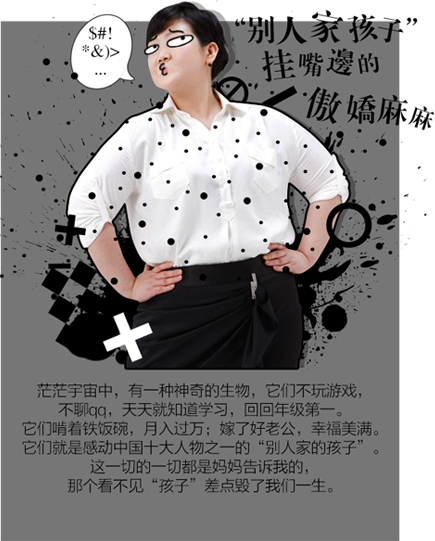 $#!
*&)>
...
“别人家孩子”
挂嘴邊的
傲嬌麻麻
茫茫宇宙中，有一种神奇的生物，它们不玩游戏，
不聊qq，天天就知道学习，回回年级第一。
它们啃着铁饭碗，月入过万；嫁了好老公，幸福美满。
它们就是感动中国十大人物之一的“别人家的孩子”。
这一切的一切都是妈妈告诉我的，
那个看不见“孩子”差点毁了我们一生。